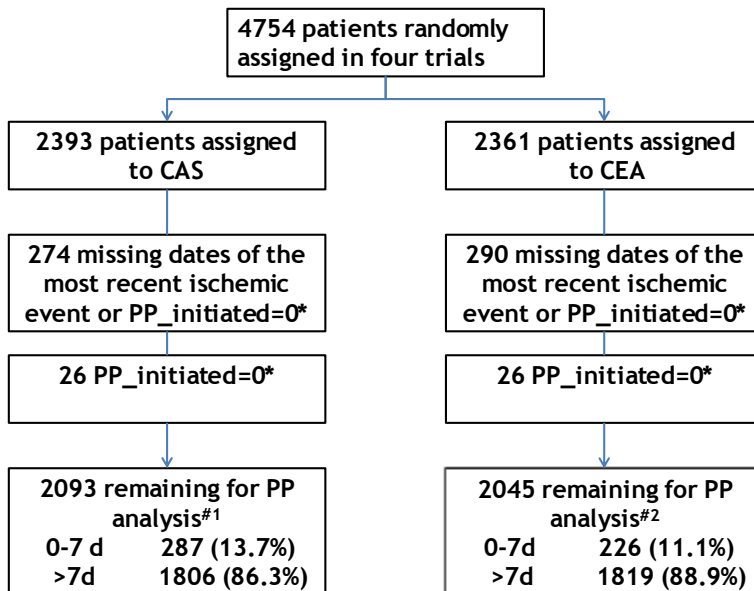 4754 patients randomly
assigned in four trials
2393 patients assigned
to CAS
2361 patients assigned
to CEA
274 missing dates of the
most recent ischemic
event or PP_initiated=0*
290 missing dates of the
most recent ischemic
event or PP_initiated=0*
26 PP_initiated=0*
26 PP_initiated=0*
2093 remaining for PP
analysis#1
0-7 d 287 (13.7%)
>7d 1806 (86.3%)
2045 remaining for PP
analysis#2
0-7d 226 (11.1%)
>7d 1819 (88.9%)